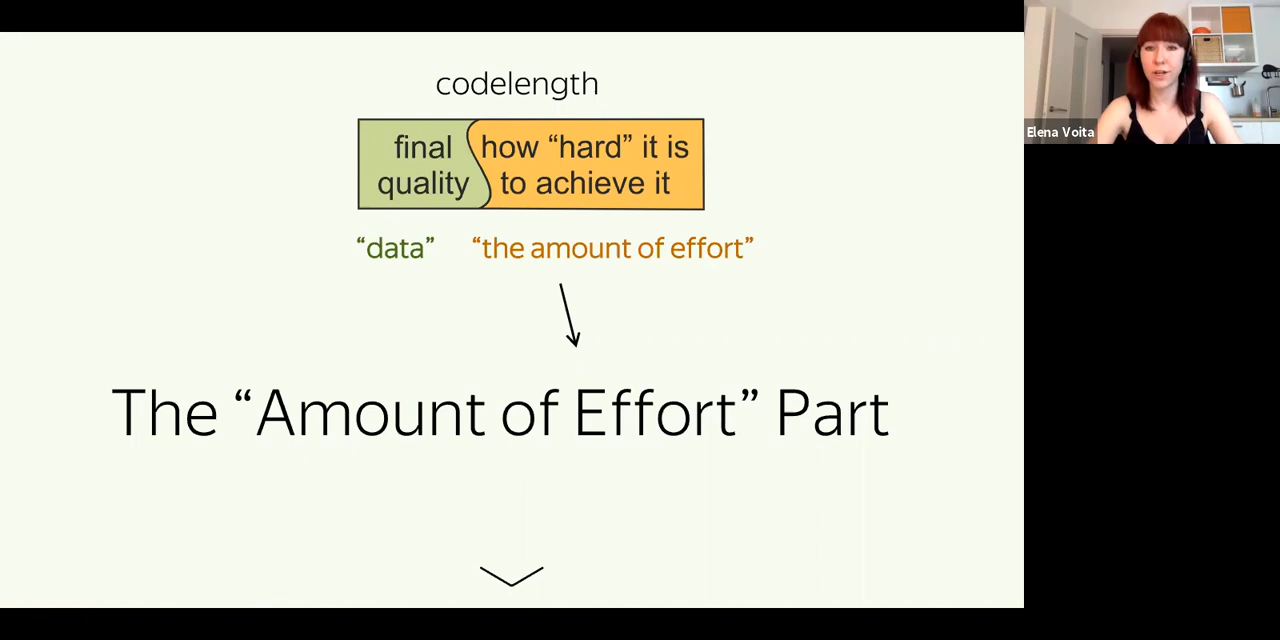 codelength
final how “hard” it is
quality to achieve it
“data” “the amount of effort”
The “Amount of Effort” Part
Elena Voita